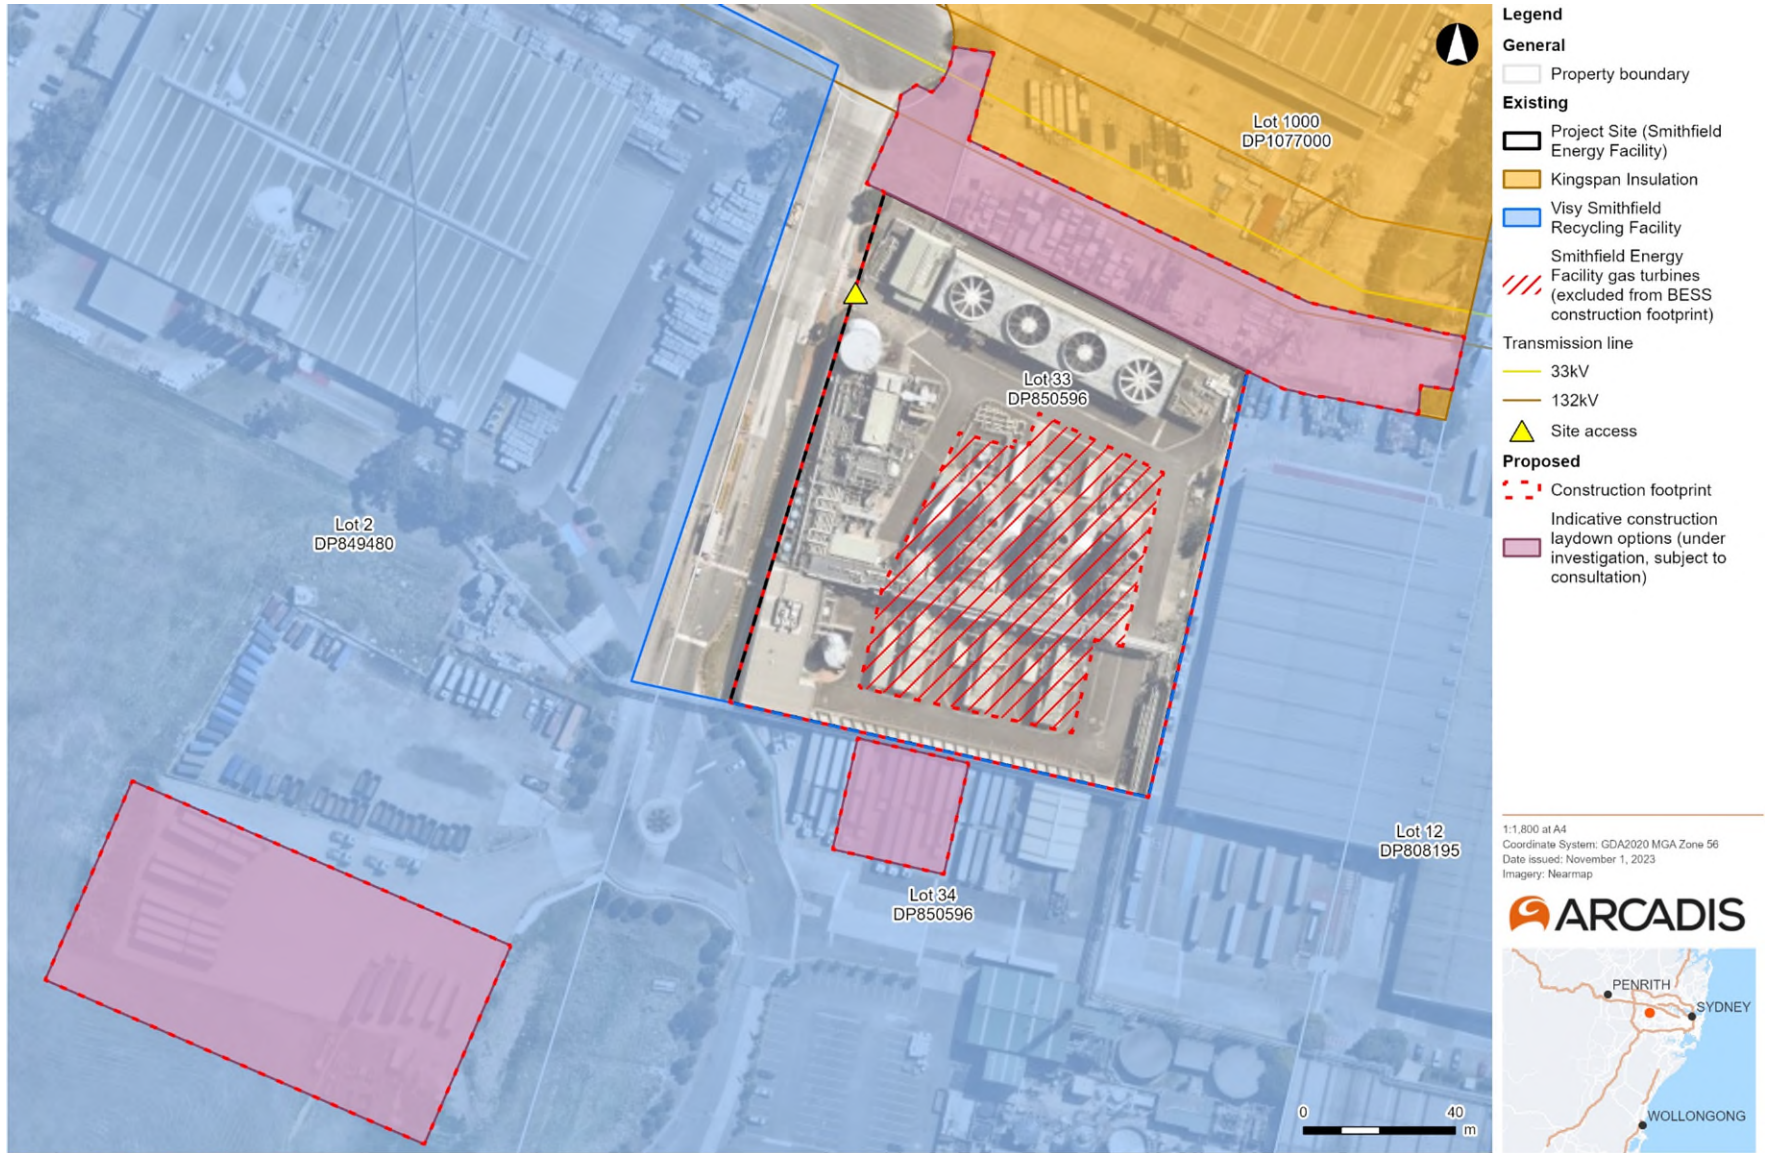 Lot 1000
DP1077000
Lot 33
DP850596
Lot 2
DP849480
Lot 12
DP808195
Lot 34
DP850596
0 40
m
Legend
General
Property boundary
Existing
Project Site (Smithfield
Energy Facility)
Kingspan Insulation
Visy Smithfield
Recycling Facility
Smithfield Energy
Facility gas turbines
(excluded from BESS
construction footprint)
Transmission line
33kV
132kV
Site access
Proposed
Construction footprint
Indicative construction
laydown options (under
investigation, subject to
consultation)
1:1,800 at A4
Coordinate System: GDA2020 MGA Zone 56
Date issued: November 1, 2023
Imagery: Nearmap
ARCADIS
PENRITH
SYDNEY
WOLLONGONG